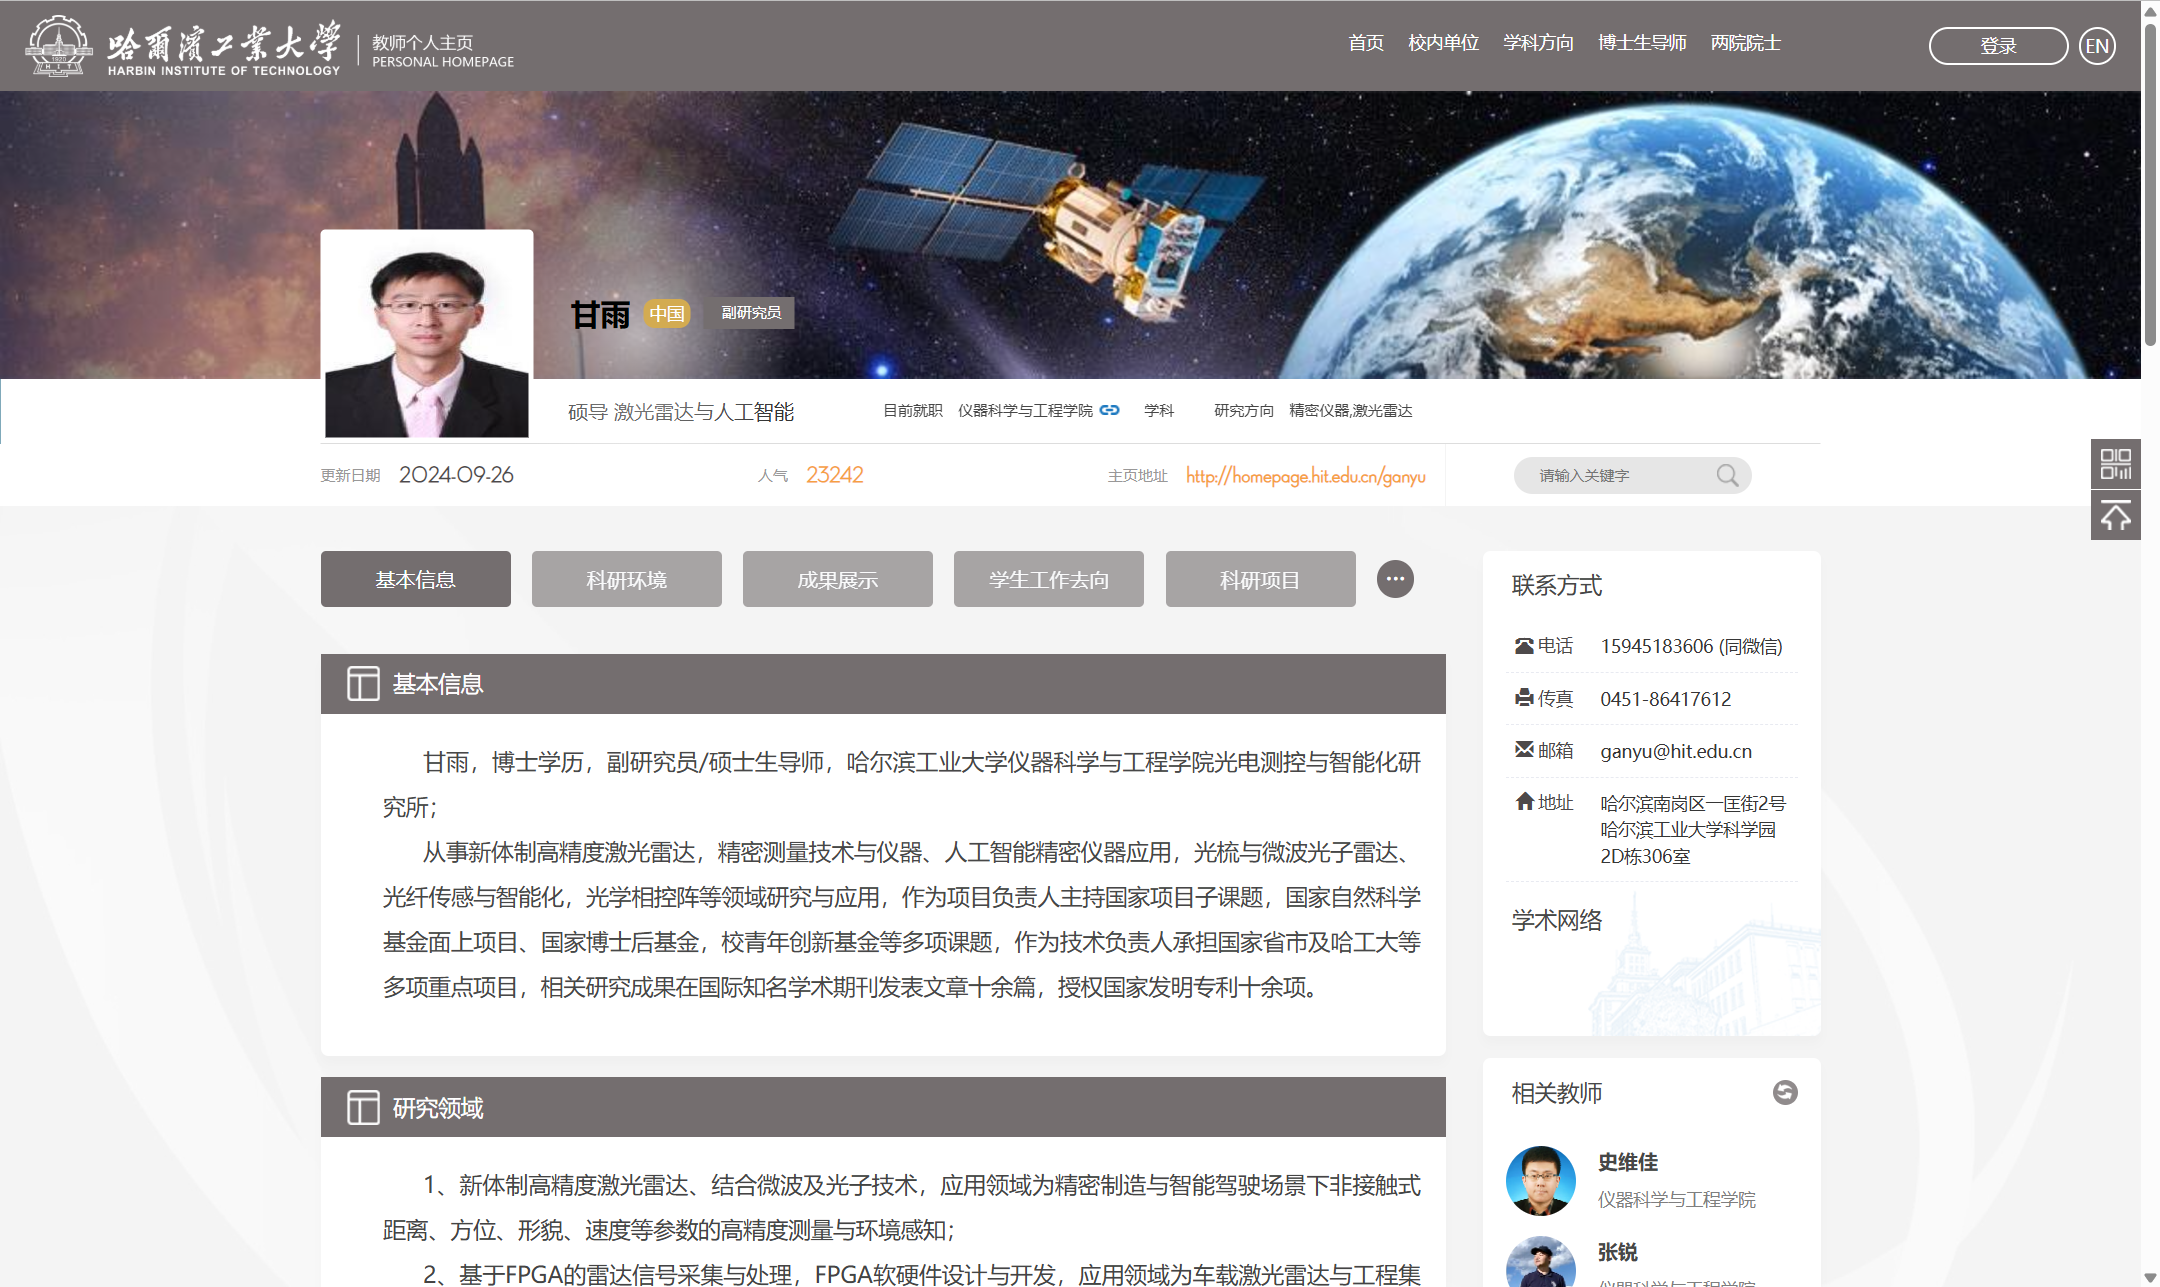 哈爾濱工業大學
HARBIN INSTITUTE OF TECHNOLOGY
教师个人主页
PERSONAL HOMEPAGE
首页 校内单位 学科方向 博士生导师 两院院士
登录 EN
甘雨 中国 副研究员
硕导 激光雷达与人工智能
目前就职 仪器科学与工程学院 学科 研究方向 精密仪器,激光雷达
更新日期 2024-09-26 人气 23242 主页地址 http://homepage.hit.edu.cn/ganyu
请输入关键字
基本信息 科研环境 成果展示 学生工作去向 科研项目
基本信息
甘雨，博士学历，副研究员/硕士生导师，哈尔滨工业大学仪器科学与工程学院光电测控与智能化研
究所；
从事新体制高精度激光雷达，精密测量技术与仪器、人工智能精密仪器应用，光梳与微波光子雷达、
光纤传感与智能化，光学相控阵等领域研究与应用，作为项目负责人主持国家项目子课题，国家自然科学
基金面上项目、国家博士后基金，校青年创新基金等多项课题，作为技术负责人承担国家省市及哈工大等
多项重点项目，相关研究成果在国际知名学术期刊发表文章十余篇，授权国家发明专利十余项。
研究领域
1、新体制高精度激光雷达、结合微波及光子技术，应用领域为精密制造与智能驾驶场景下非接触式
距离、方位、形貌、速度等参数的高精度测量与环境感知；
2、基于FPGA的雷达信号采集与处理，FPGA软硬件设计与开发，应用领域为车载激光雷达与工程集
联系方式
电话 15945183606 (同微信)
传真 0451-86417612
邮箱 ganyu@hit.edu.cn
地址 哈尔滨南岗区一匡街2号
哈尔滨工业大学科学园
2D栋306室
学术网络
相关教师
史维佳
仪器科学与工程学院
张锐
仪器科学与工程学院